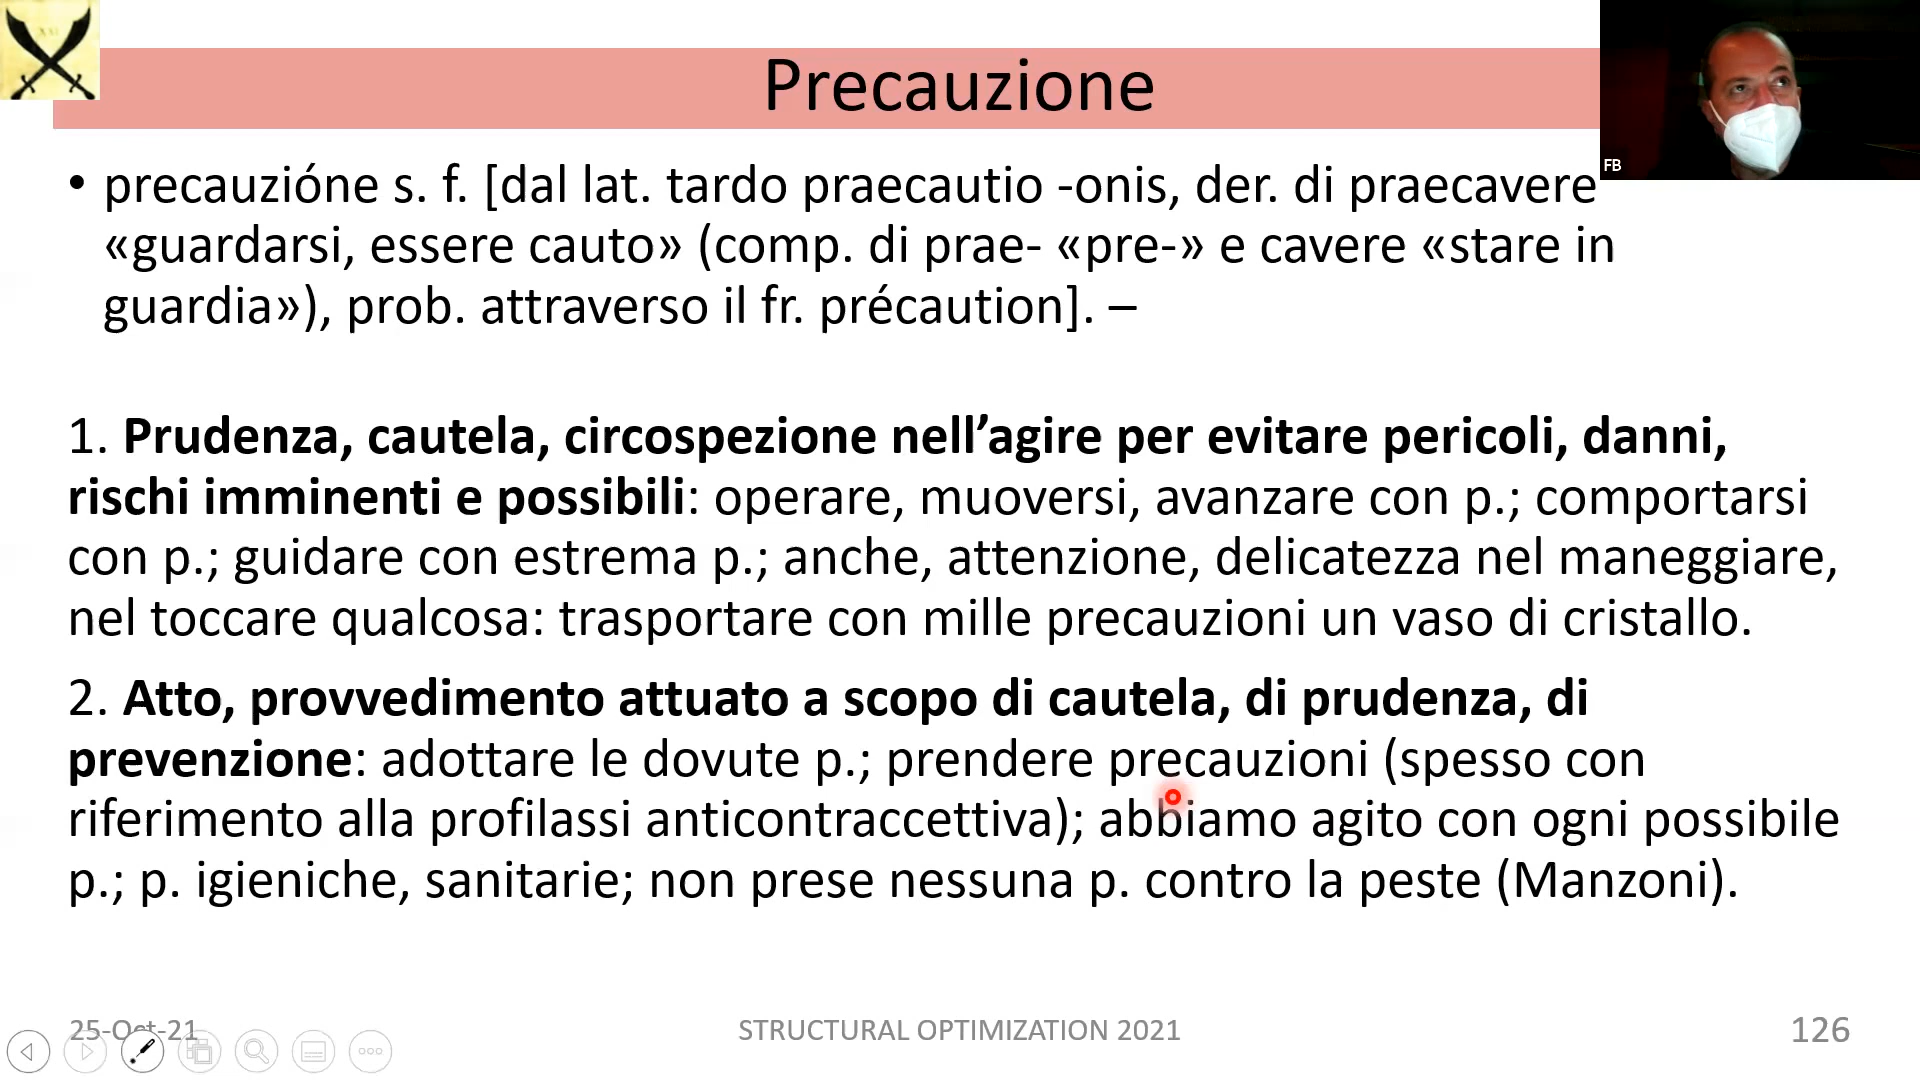 Precauzione
FB
• precauzióne s. f. [dal lat. tardo praecautio -onis, der. di praecavere
«guardarsi, essere cauto» (comp. di prae- «pre-» e cavere «stare in
guardia»), prob. attraverso il fr. précaution]. –
1. Prudenza, cautela, circospezione nell’agire per evitare pericoli, danni,
rischi imminenti e possibili: operare, muoversi, avanzare con p.; comportarsi
con p.; guidare con estrema p.; anche, attenzione, delicatezza nel maneggiare,
nel toccare qualcosa: trasportare con mille precauzioni un vaso di cristallo.
2. Atto, provvedimento attuato a scopo di cautela, di prudenza, di
prevenzione: adottare le dovute p.; prendere precauzioni (spesso con
riferimento alla profilassi anticontraccettiva); abbiamo agito con ogni possibile
p.; p. igieniche, sanitarie; non prese nessuna p. contro la peste (Manzoni).
25-Oct-21
STRUCTURAL OPTIMIZATION 2021
126